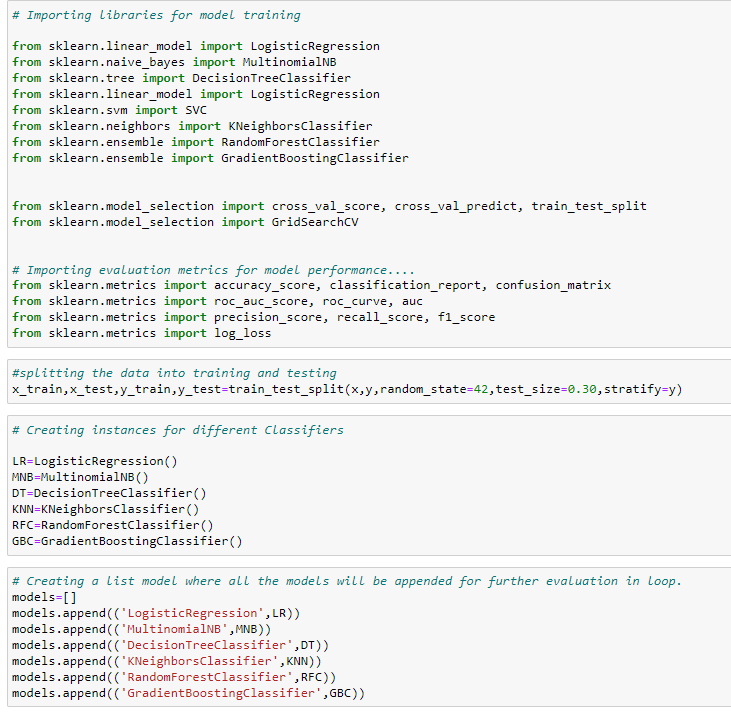 # Importing libraries for model training
from sklearn.linear_model import LogisticRegression
from sklearn.naive_bayes import MultinomialNB
from sklearn.tree import DecisionTreeClassifier
from sklearn.linear_model import LogisticRegression
from sklearn.svm import SVC
from sklearn.neighbors import KNeighborsClassifier
from sklearn.ensemble import RandomForestClassifier
from sklearn.ensemble import GradientBoostingClassifier
from sklearn.model_selection import cross_val_score, cross_val_predict, train_test_split
from sklearn.model_selection import GridSearchCV
# Importing evaluation metrics for model performance....
from sklearn.metrics import accuracy_score, classification_report, confusion_matrix
from sklearn.metrics import roc_auc_score, roc_curve, auc
from sklearn.metrics import precision_score, recall_score, f1_score
from sklearn.metrics import log_loss
#splitting the data into training and testing
x_train,x_test,y_train,y_test=train_test_split(x,y,random_state=42,test_size=0.30,stratify=y)
# Creating instances for different Classifiers
LR=LogisticRegression()
MNB=MultinomialNB()
DT=DecisionTreeClassifier()
KNN=KNeighborsClassifier()
RFC=RandomForestClassifier()
GBC=GradientBoostingClassifier()
# Creating a list model where all the models will be appended for further evaluation in loop.
models=[]
models.append(('LogisticRegression',LR))
models.append(('MultinomialNB',MNB))
models.append(('DecisionTreeClassifier',DT))
models.append(('KNeighborsClassifier',KNN))
models.append(('RandomForestClassifier',RFC))
models.append(('GradientBoostingClassifier',GBC))